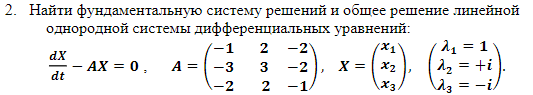 2. Найти фундаментальную систему решений и общее решение линейной
однородной системы дифференциальных уравнений:
dX/dt − AX = 0 , A = (−1 2 −2; −3 3 −2; −2 2 −1), X = (x₁; x₂; x₃), (λ₁ = 1; λ₂ = +i; λ₃ = −i).